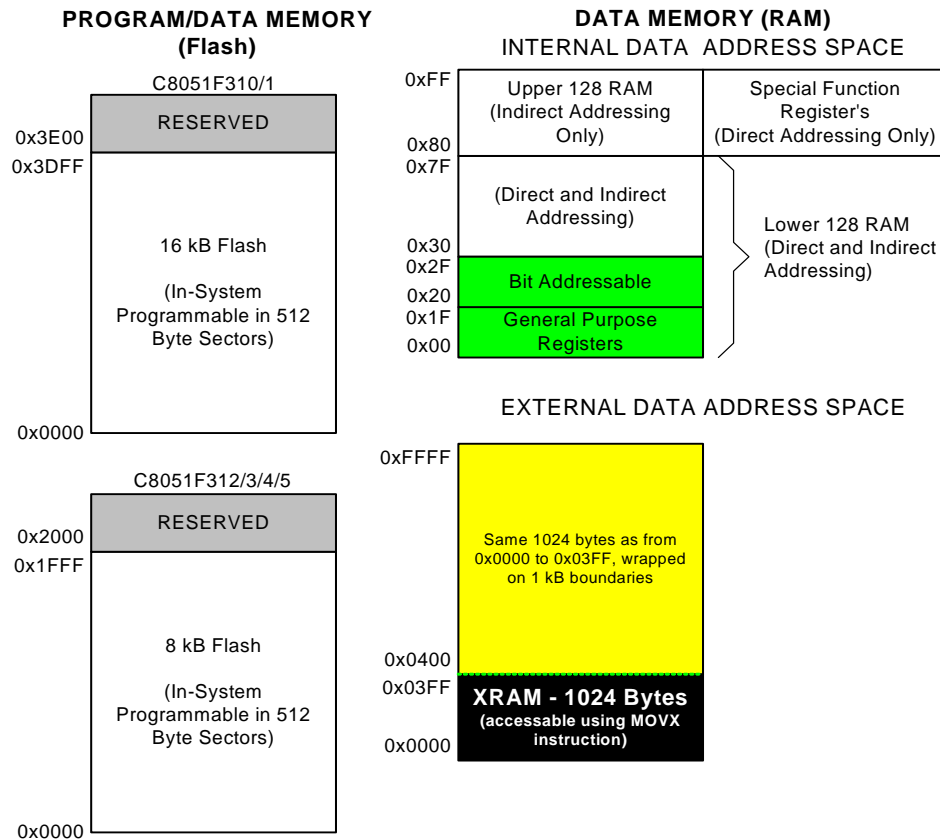 PROGRAM/DATA MEMORY
(Flash)
C8051F310/1
RESERVED
0x3E00
0x3DFF
16 kB Flash
(In-System
Programmable in 512
Byte Sectors)
0x0000
C8051F312/3/4/5
RESERVED
0x2000
0x1FFF
8 kB Flash
(In-System
Programmable in 512
Byte Sectors)
0x0000
DATA MEMORY (RAM)
INTERNAL DATA ADDRESS SPACE
0xFF
Upper 128 RAM
(Indirect Addressing
Only)
0x80
Special Function
Register's
(Direct Addressing Only)
0x7F
(Direct and Indirect
Addressing)
0x30
0x2F
Bit Addressable
0x20
0x1F
General Purpose
Registers
0x00
Lower 128 RAM
(Direct and Indirect
Addressing)
EXTERNAL DATA ADDRESS SPACE
0xFFFF
Same 1024 bytes as from
0x0000 to 0x03FF, wrapped
on 1 kB boundaries
0x0400
0x03FF
XRAM - 1024 Bytes
(accessable using MOVX
instruction)
0x0000